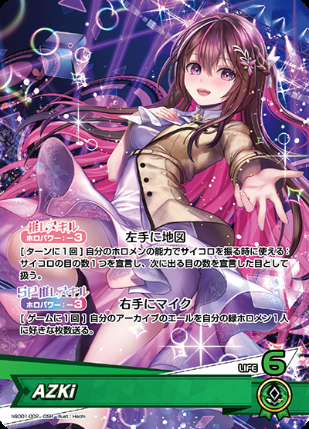 推しスキル
ホロパワー：-3
左手に地図
[ターンに１回]自分のホロメンの能力でサイコロを振る時に使える：
サイコロの目の数１つを宣言し、次に出る目の数を宣言した目として
扱う。
SP推しスキル
ホロパワー：-3
右手にマイク
[ゲームに１回]自分のアーカイブのエールを自分の緑ホロメン１人
に好きな枚数送る。
LIFE 6
AZKi